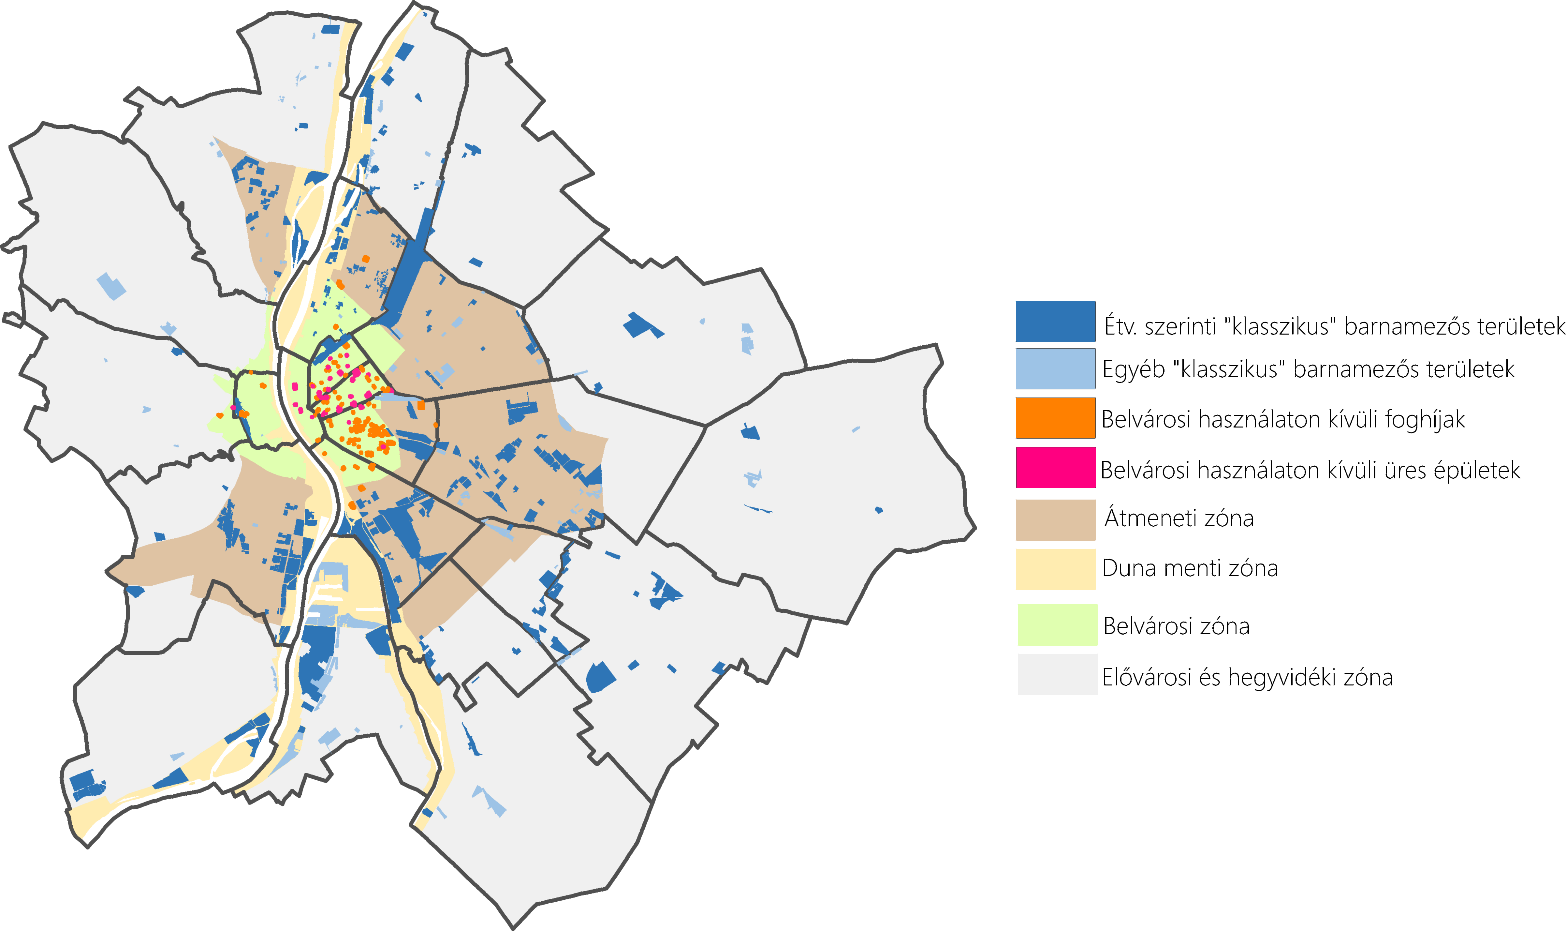 Étv. szerinti "klasszikus" barnamezős területek
Egyéb "klasszikus" barnamezős területek
Belvárosi használaton kívüli foghíjak
Belvárosi használaton kívüli üres épületek
Átmeneti zóna
Duna menti zóna
Belvárosi zóna
Elővárosi és hegyvidéki zóna